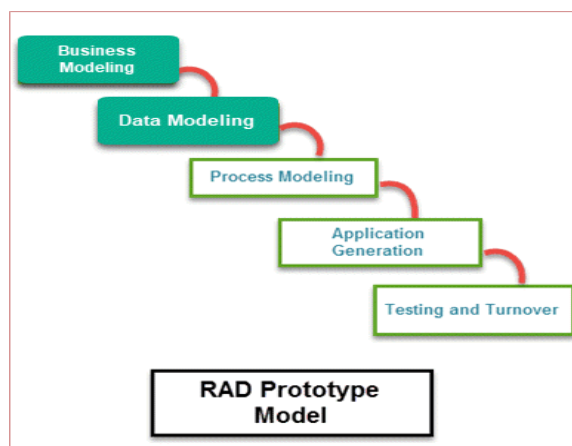 Business
Modeling
Data Modeling
Process Modeling
Application
Generation
Testing and Turnover
RAD Prototype
Model